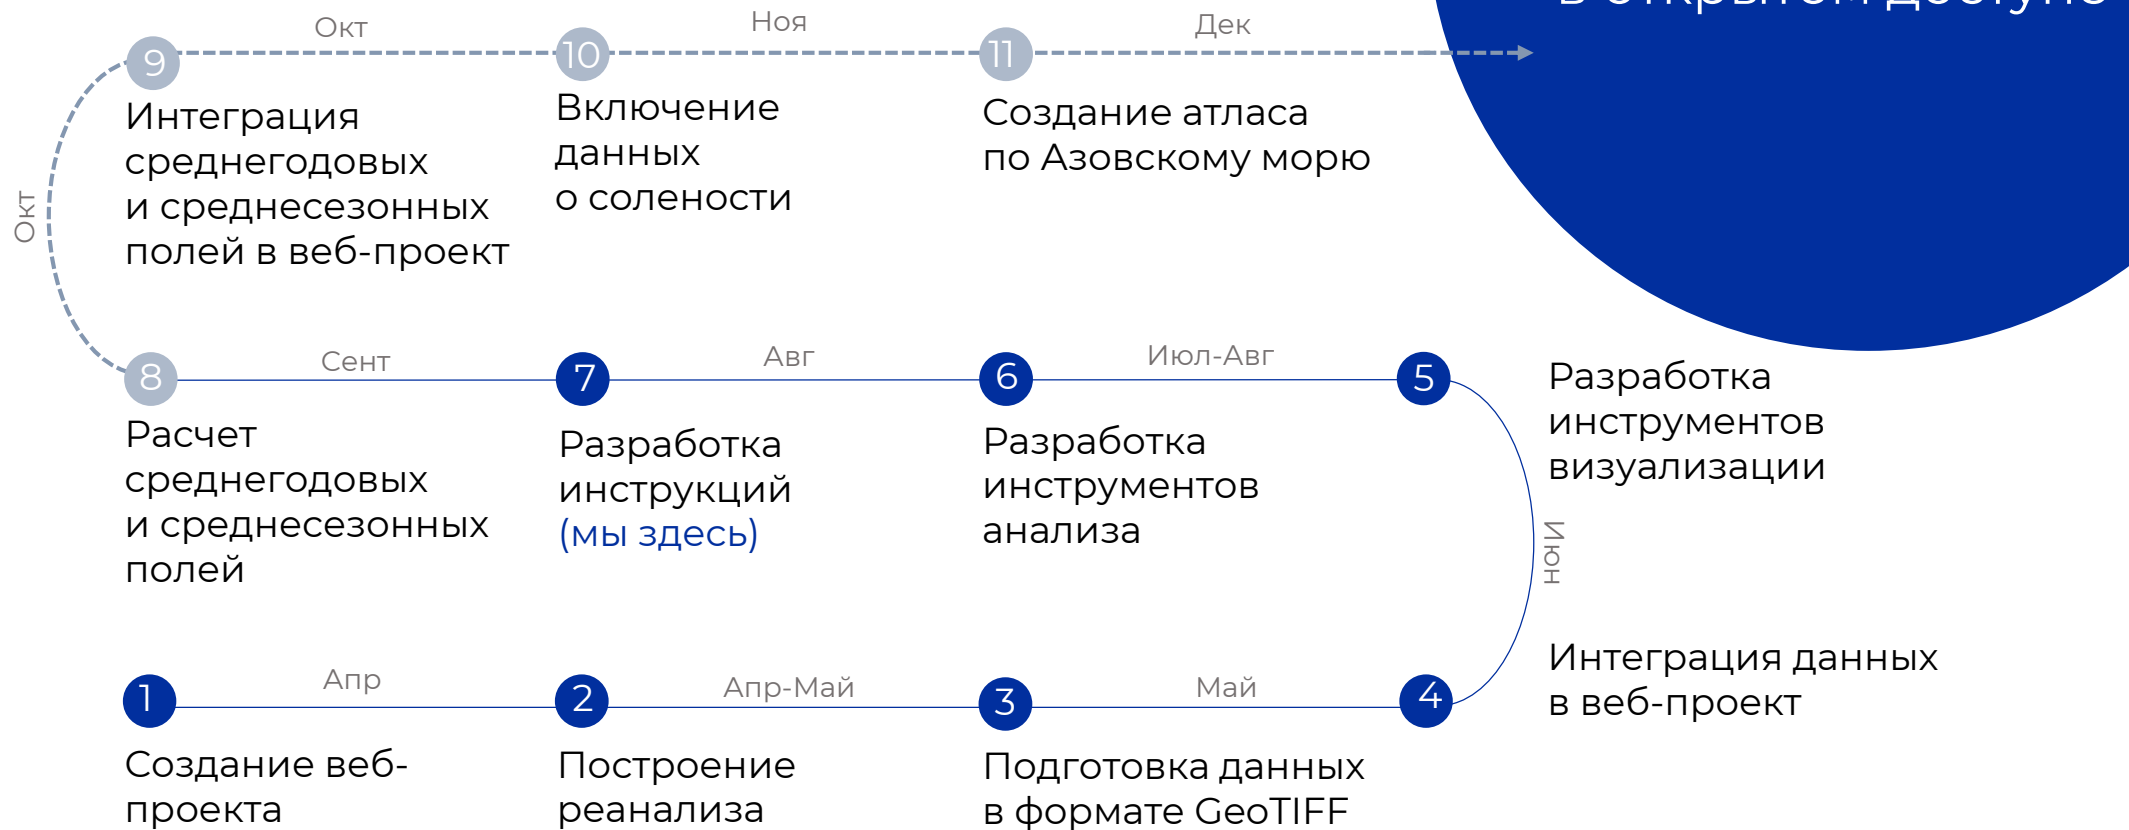 в открытом доступе
Окт
Ноя
Дек
9
10
11
Интеграция
среднегодовых
и среднесезонных
полей в веб-проект
Включение
данных
о солености
Создание атласа
по Азовскому морю
Окт
8
Сент
7
Авг
6
Июл-Авг
5
Расчет
среднегодовых
и среднесезонных
полей
Разработка
инструкций
(мы здесь)
Разработка
инструментов
анализа
Разработка
инструментов
визуализации
Июн
1
Апр
2
Апр-Май
3
Май
4
Интеграция данных
в веб-проект
Создание веб-
проекта
Построение
реанализа
Подготовка данных
в формате GeoTIFF